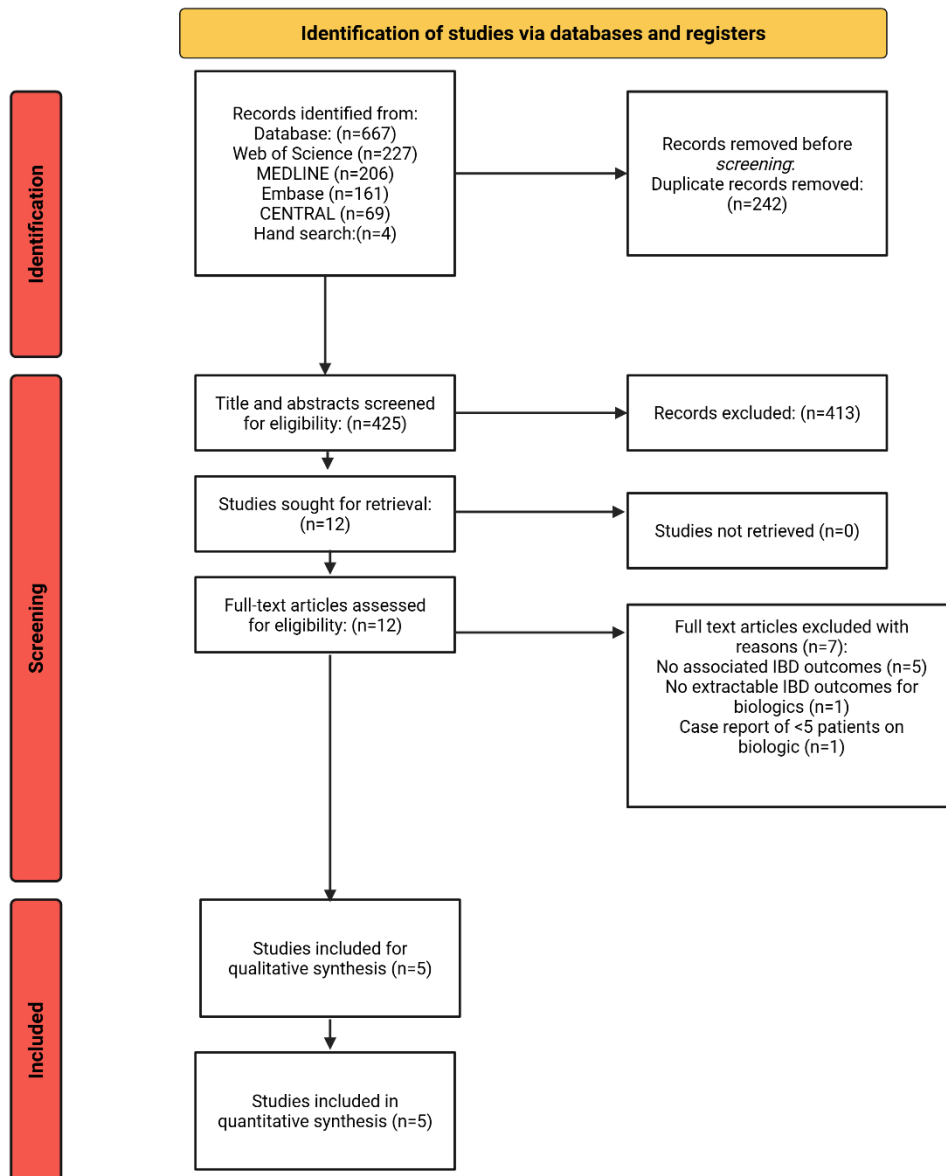 Identification of studies via databases and registers
Identification
Records identified from:
Database: (n=667)
Web of Science (n=227)
MEDLINE (n=206)
Embase (n=161)
CENTRAL (n=69)
Hand search:(n=4)
Records removed before
screening:
Duplicate records removed:
(n=242)
Screening
Title and abstracts screened
for eligibility: (n=425)
Records excluded: (n=413)
Studies sought for retrieval:
(n=12)
Studies not retrieved (n=0)
Full-text articles assessed
for eligibility: (n=12)
Full text articles excluded with
reasons (n=7):
No associated IBD outcomes (n=5)
No extractable IBD outcomes for
biologics (n=1)
Case report of <5 patients on
biologic (n=1)
Included
Studies included for
qualitative synthesis (n=5)
Studies included in
quantitative synthesis (n=5)